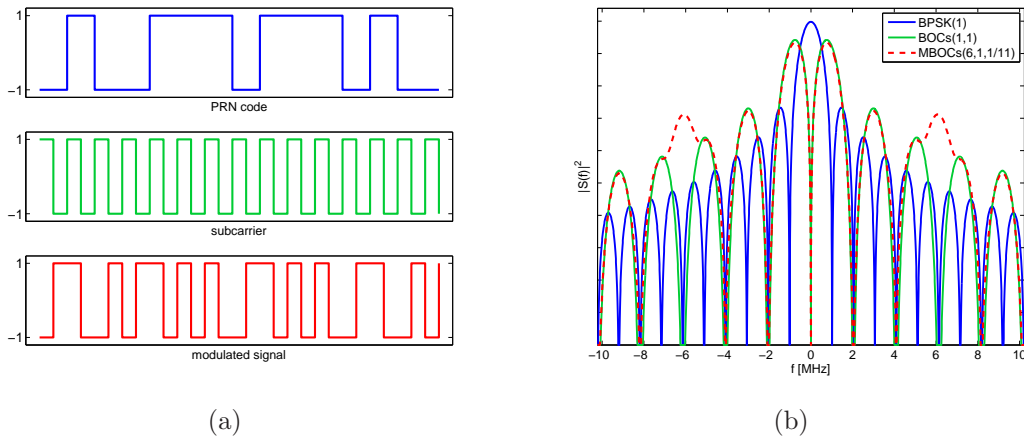 1
−1
PRN code
1
−1
subcarrier
1
−1
modulated signal
(a)
|S(f)|²
BPSK(1)
BOCs(1,1)
MBOCs(6,1,1/11)
−10 −8 −6 −4 −2 0 2 4 6 8 10
f [MHz]
(b)